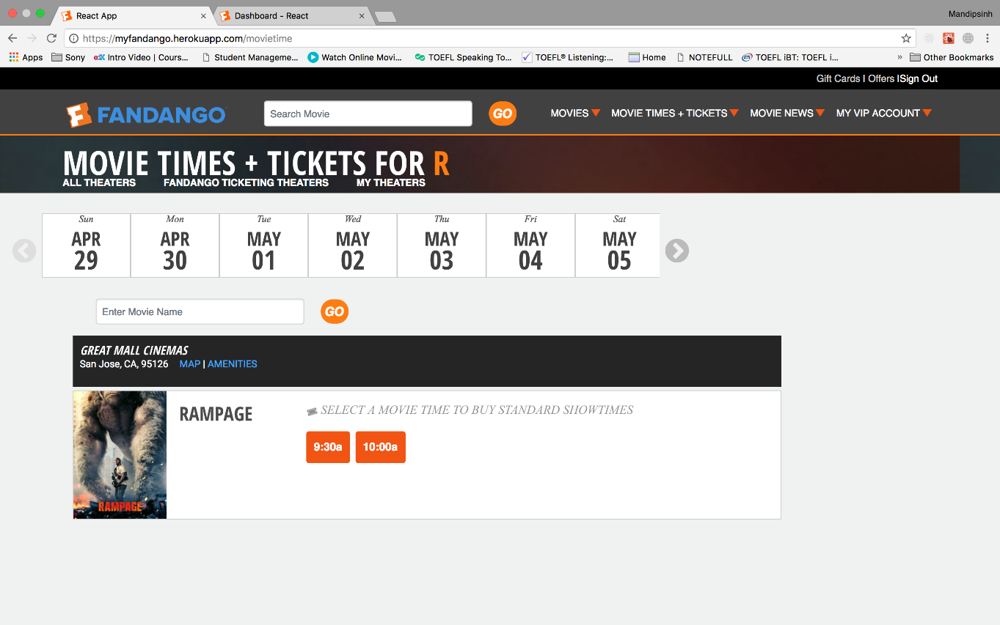 React App
Dashboard - React
Mandipsinh
https://myfandango.herokuapp.com/movietime
Apps Sony edX Intro Video | Cours... Student Manageme... Watch Online Movi... TOEFL Speaking To... TOEFL® Listening:... Home NOTEFULL ETS TOEFL iBT: TOEFL i... » Other Bookmarks
Gift Cards | Offers |Sign Out
FANDANGO Search Movie GO MOVIES MOVIE TIMES + TICKETS MOVIE NEWS MY VIP ACCOUNT
MOVIE TIMES + TICKETS FOR R
ALL THEATERS FANDANGO TICKETING THEATERS MY THEATERS
Sun Mon Tue Wed Thu Fri Sat
APR APR MAY MAY MAY MAY MAY
29 30 01 02 03 04 05
Enter Movie Name GO
GREAT MALL CINEMAS
San Jose, CA, 95126 MAP | AMENITIES
RAMPAGE
RAMPAGE
SELECT A MOVIE TIME TO BUY STANDARD SHOWTIMES
9:30a 10:00a